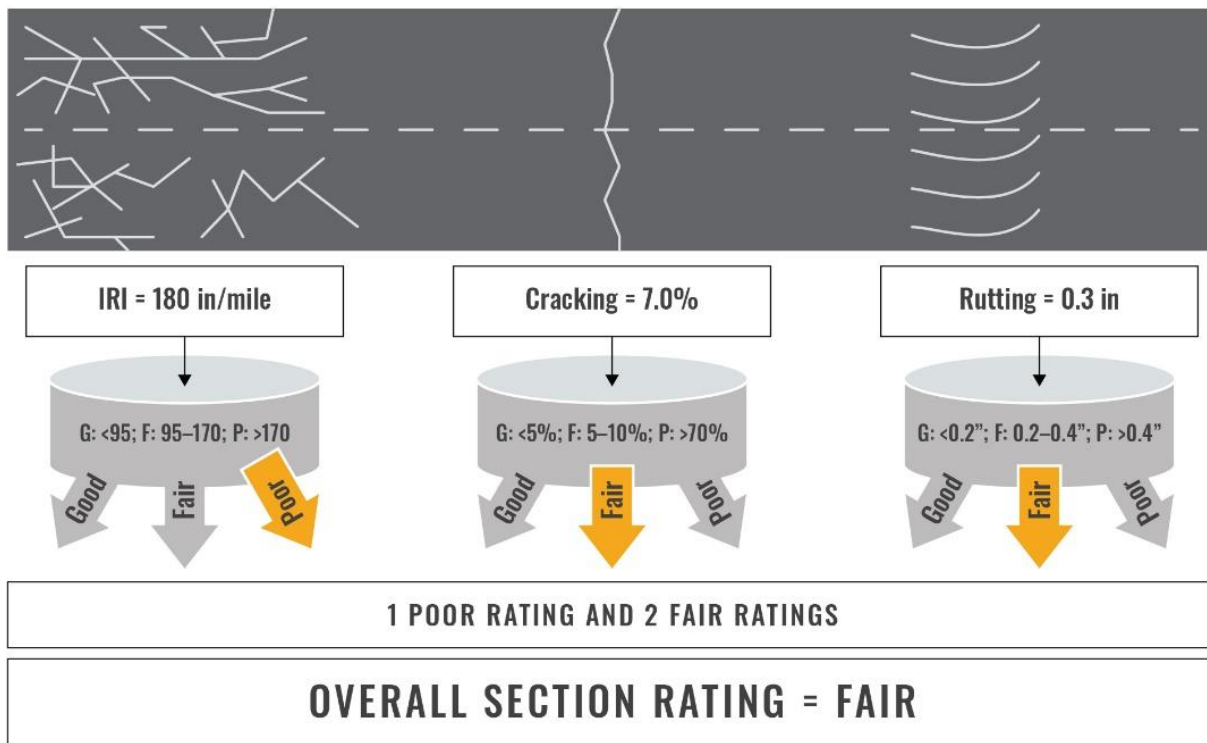 IRI = 180 in/mile
Cracking = 7.0%
Rutting = 0.3 in
G: <95; F: 95–170; P: >170
G: <5%; F: 5–10%; P: >70%
G: <0.2”; F: 0.2–0.4”; P: >0.4”
Good
Fair
Poor
Good
Fair
Poor
Good
Fair
Poor
1 POOR RATING AND 2 FAIR RATINGS
OVERALL SECTION RATING = FAIR